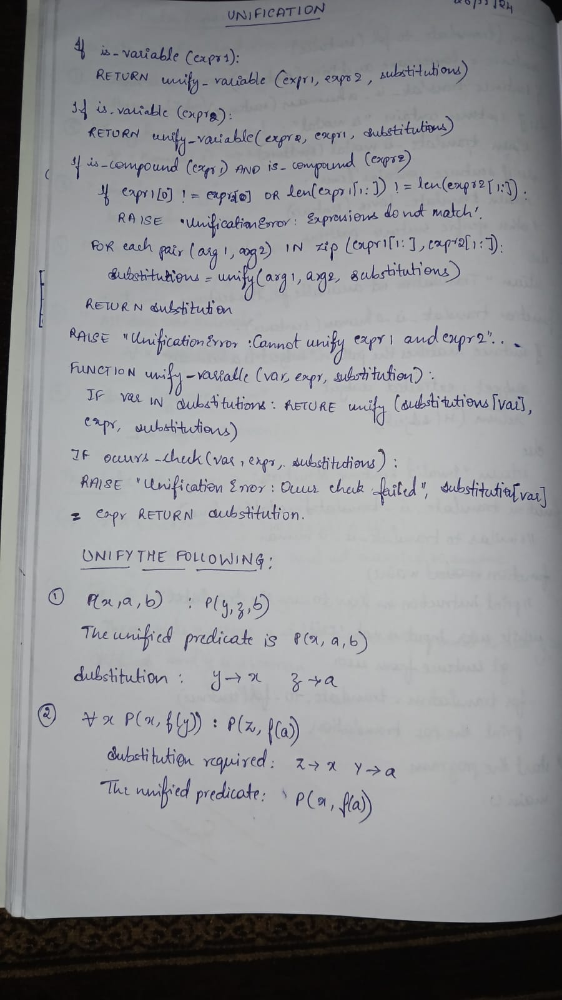 UNIFICATION
If is-variable (expr1):
RETURN unify-variable (expr1, expr2, substitutions)
If is-variable (expr2):
RETURN unify-variable (expr2, expr1, substitutions)
If is-compound (expr1) AND is-compound (expr2)
If expr1[0] != expr2[0] OR len(expr1[1:]) != len(expr2[1:]):
RAISE "UnificationError: Expressions do not match'.
FOR each pair (arg1, arg2) IN zip (expr1[1:], expr2[1:]):
substitutions = unify(arg1, arg2, substitutions)
RETURN substitution
RAISE "UnificationError :Cannot unify expr1 and expr2"..
FUNCTION unify-variable (var, expr, substitution):
IF var IN substitutions: RETURE unify (substitutions[var],
expr, substitutions)
IF occurs-check (var, expr, substitutions):
RAISE "Unification Error: Occur check failed", substitution[var]
= expr RETURN substitution.
UNIFY THE FOLLOWING:
① P(x,a,b) : P(y,z,b)
The unified predicate is P(x, a, b)
substitution: y→x z→a
② ∀x P(x, f(y)) : P(z, f(a))
Substitution required: z→x y→a
The unified predicate: P(x, f(a))